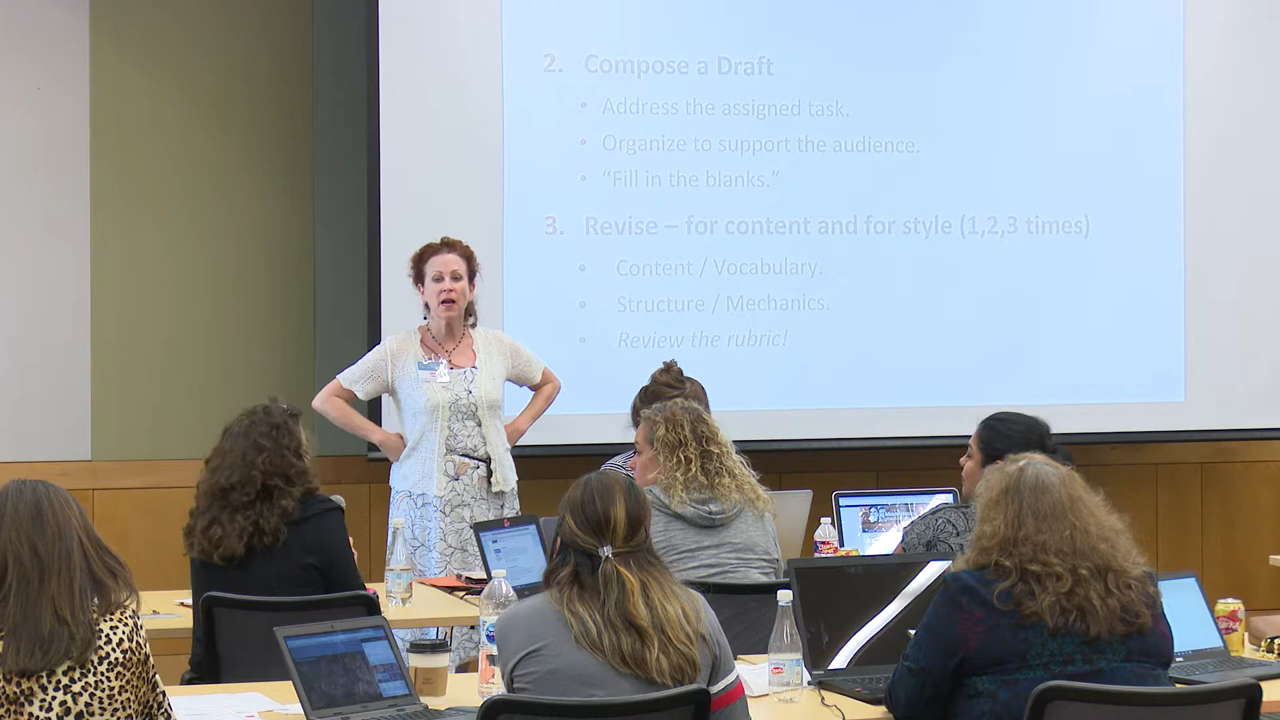 2. Compose a Draft
• Address the assigned task.
• Organize to support the audience.
• “Fill in the blanks.”
3. Revise – for content and for style (1,2,3 times)
• Content / Vocabulary.
• Structure / Mechanics.
• Review the rubric!